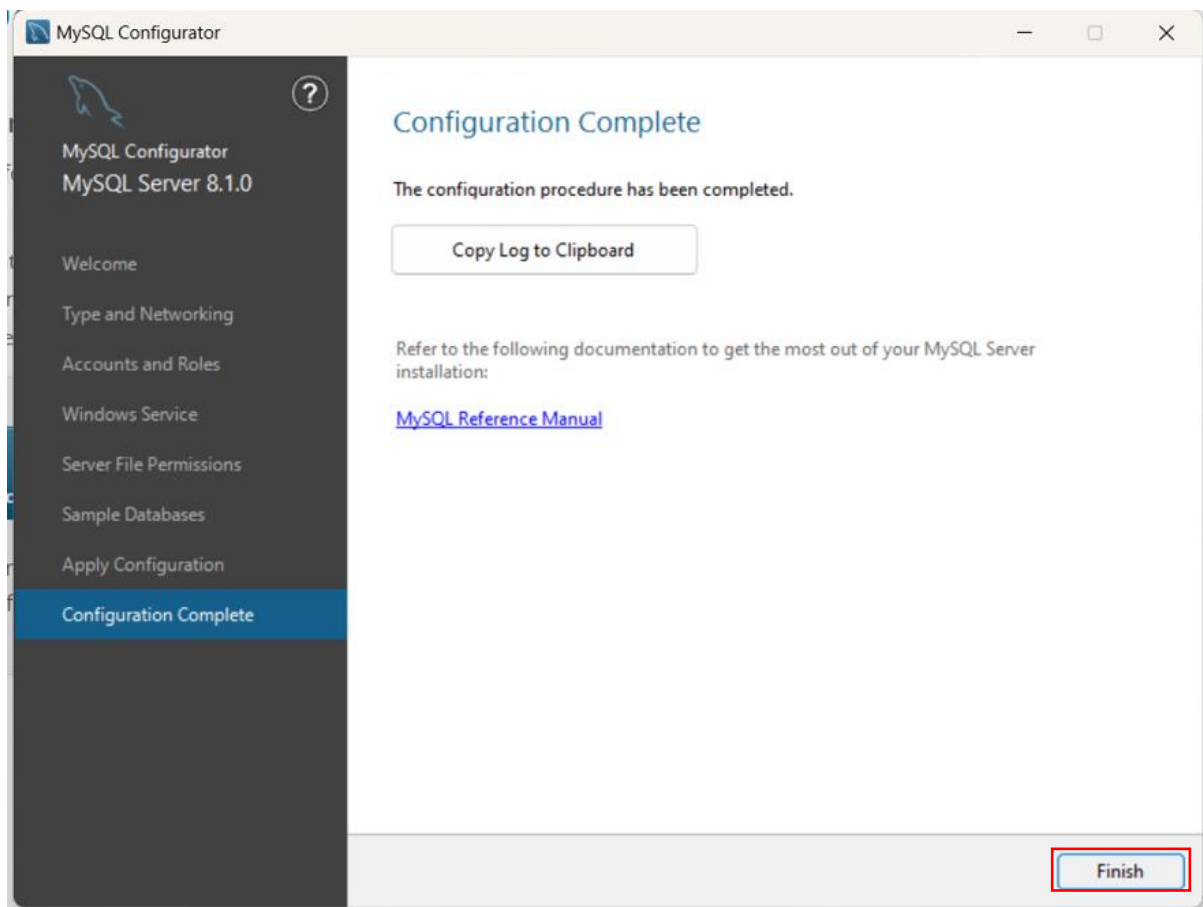 MySQL Configurator
?
MySQL Configurator
MySQL Server 8.1.0
Welcome
Type and Networking
Accounts and Roles
Windows Service
Server File Permissions
Sample Databases
Apply Configuration
Configuration Complete
Configuration Complete
The configuration procedure has been completed.
Copy Log to Clipboard
Refer to the following documentation to get the most out of your MySQL Server
installation:
MySQL Reference Manual
Finish